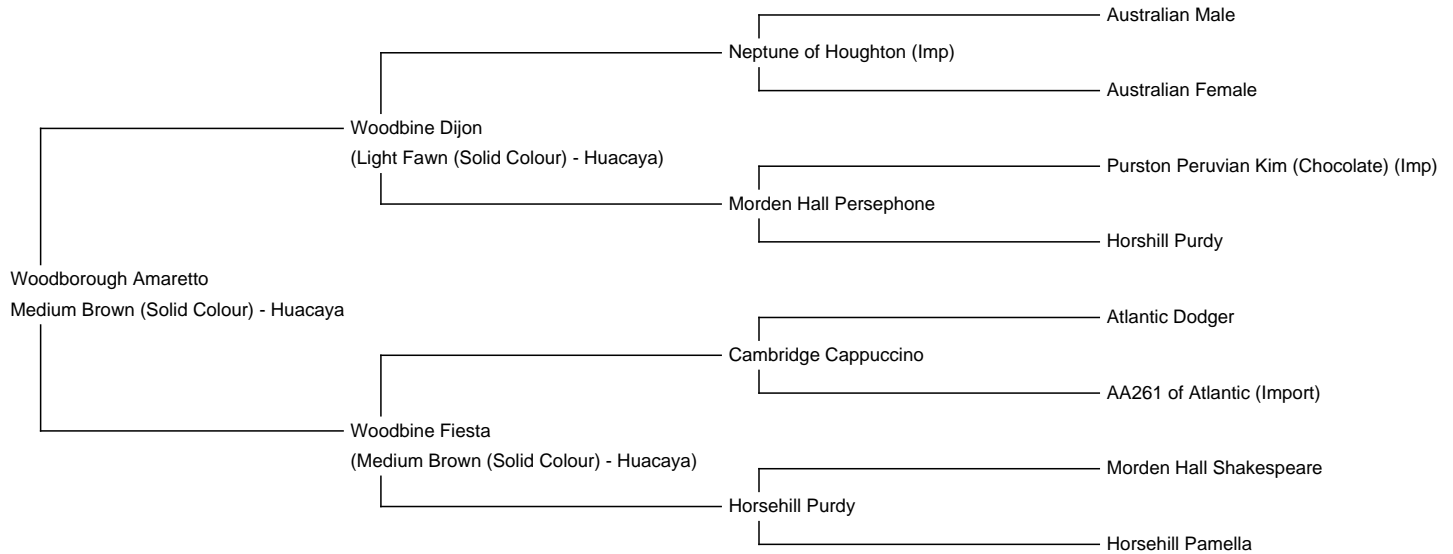 Australian Male
Neptune of Houghton (Imp)
Australian Female
Woodbine Dijon
(Light Fawn (Solid Colour) - Huacaya)
Purston Peruvian Kim (Chocolate) (Imp)
Morden Hall Persephone
Horshill Purdy
Woodborough Amaretto
Medium Brown (Solid Colour) - Huacaya
Atlantic Dodger
Cambridge Cappuccino
AA261 of Atlantic (Import)
Woodbine Fiesta
(Medium Brown (Solid Colour) - Huacaya)
Morden Hall Shakespeare
Horsehill Purdy
Horsehill Pamella